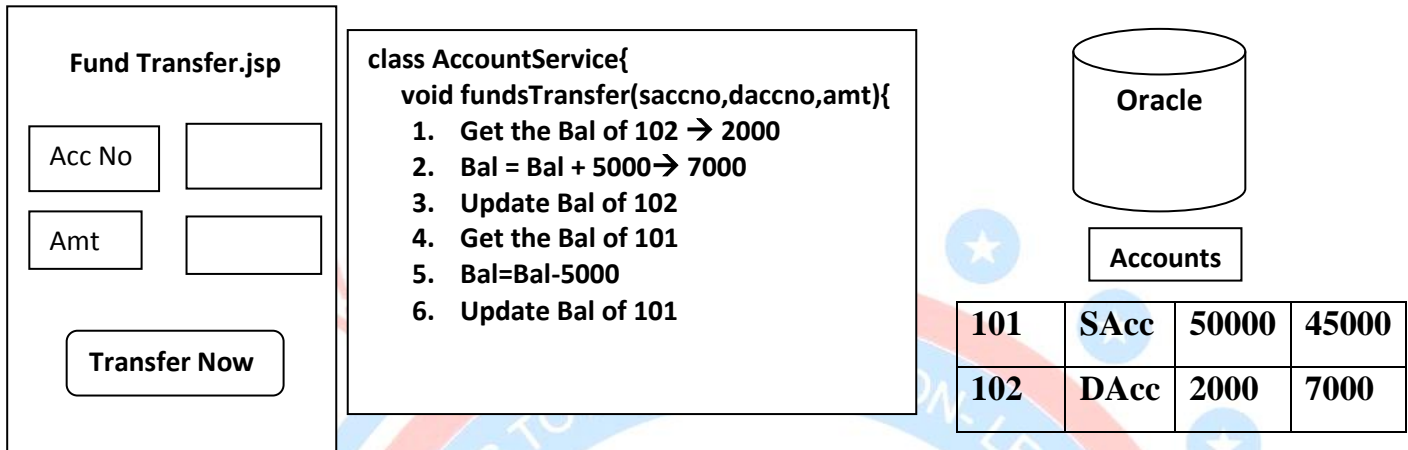 Fund Transfer.jsp
Acc No
Amt
Transfer Now
class AccountService{
void fundsTransfer(saccno,daccno,amt){
1. Get the Bal of 102 → 2000
2. Bal = Bal + 5000→ 7000
3. Update Bal of 102
4. Get the Bal of 101
5. Bal=Bal-5000
6. Update Bal of 101
Oracle
Accounts
101 SAcc 50000 45000
102 DAcc 2000 7000